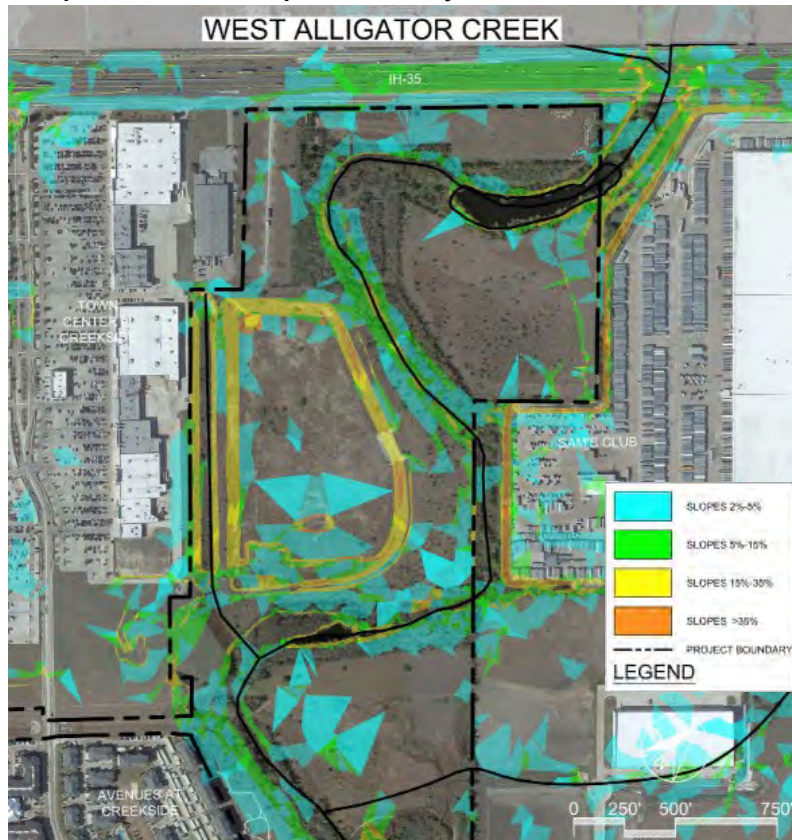 WEST ALLIGATOR CREEK
IH-35
TOWN
CENTER
CREEKSIDE
SAM'S CLUB
SLOPES 2%-5%
SLOPES 5%-15%
SLOPES 15%-35%
SLOPES >35%
PROJECT BOUNDARY
LEGEND
AVENUES AT
CREEKSIDE
0 250' 500' 750'